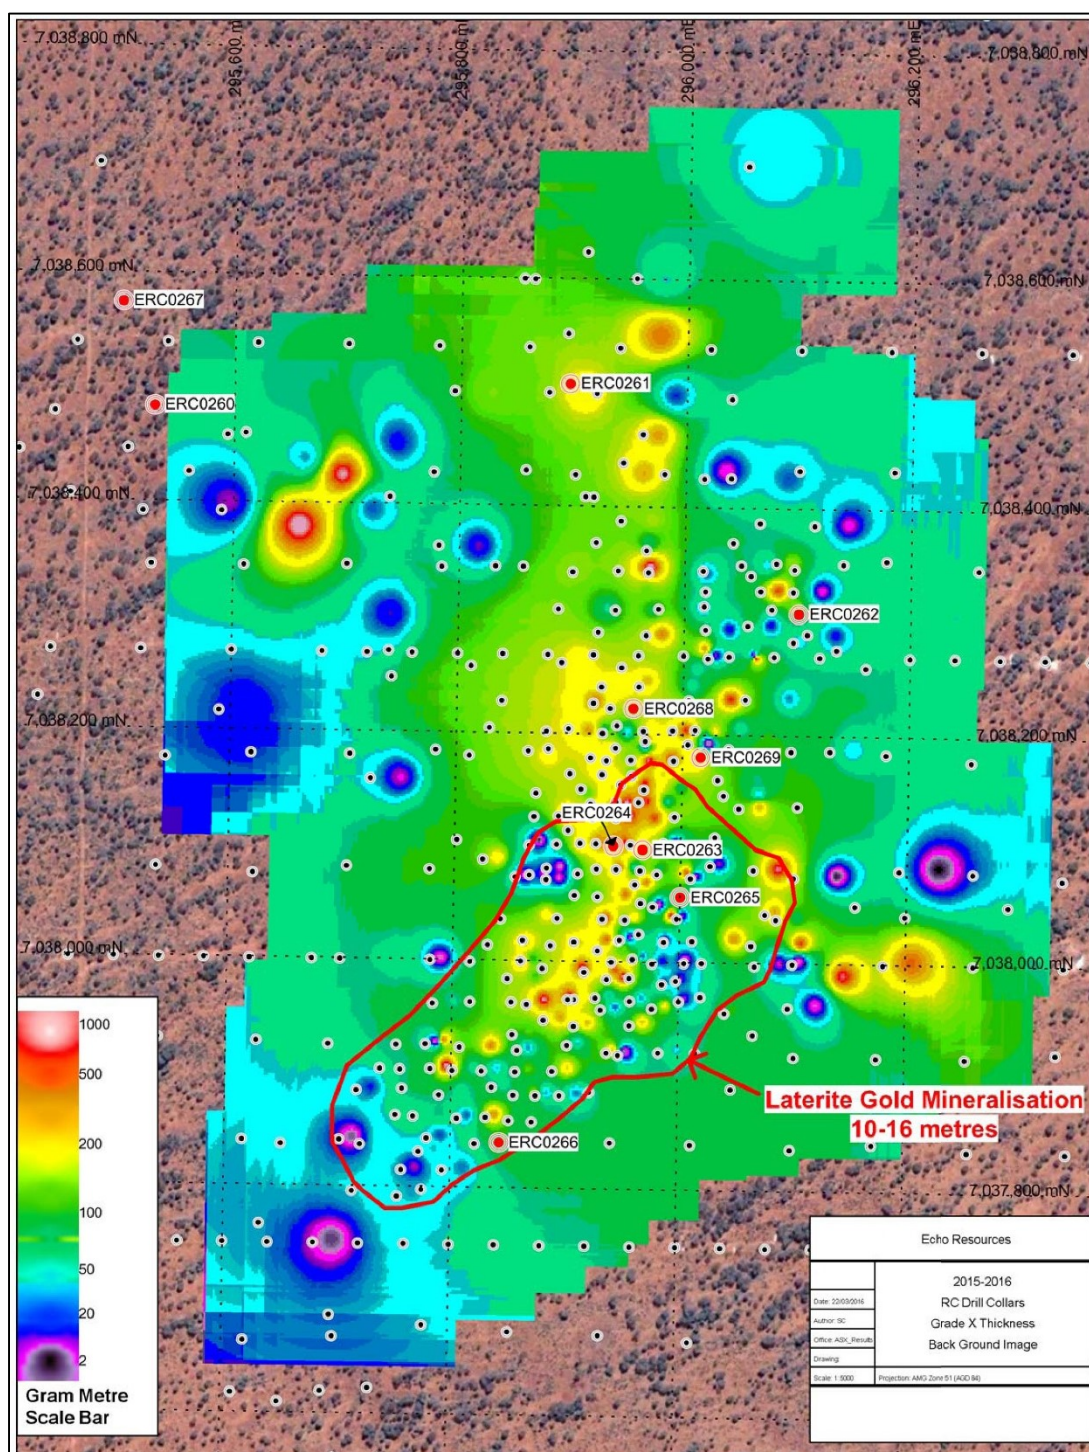 7,038,800 mN
7,038,800 mN
295,600 mE
295,800 mE
296,000 mE
296,200 mE
7,038,600 mN
7,038,600 mN
ERC0267
ERC0261
ERC0260
7,038,400 mN
7,038,400 mN
ERC0262
ERC0268
7,038,200 mN
7,038,200 mN
ERC0269
ERC0264
ERC0263
ERC0265
7,038,000 mN
7,038,000 mN
1000
500
200
100
50
20
2
Gram Metre
Scale Bar
Laterite Gold Mineralisation
10-16 metres
ERC0266
7,037,800 mN
Echo Resources
2015-2016
RC Drill Collars
Grade X Thickness
Back Ground Image
Date: 22/03/2016
Author: SC
Office: ASX_Results
Drawing:
Scale: 1:5000
Projection: AMG Zone 51 (AGD 84)